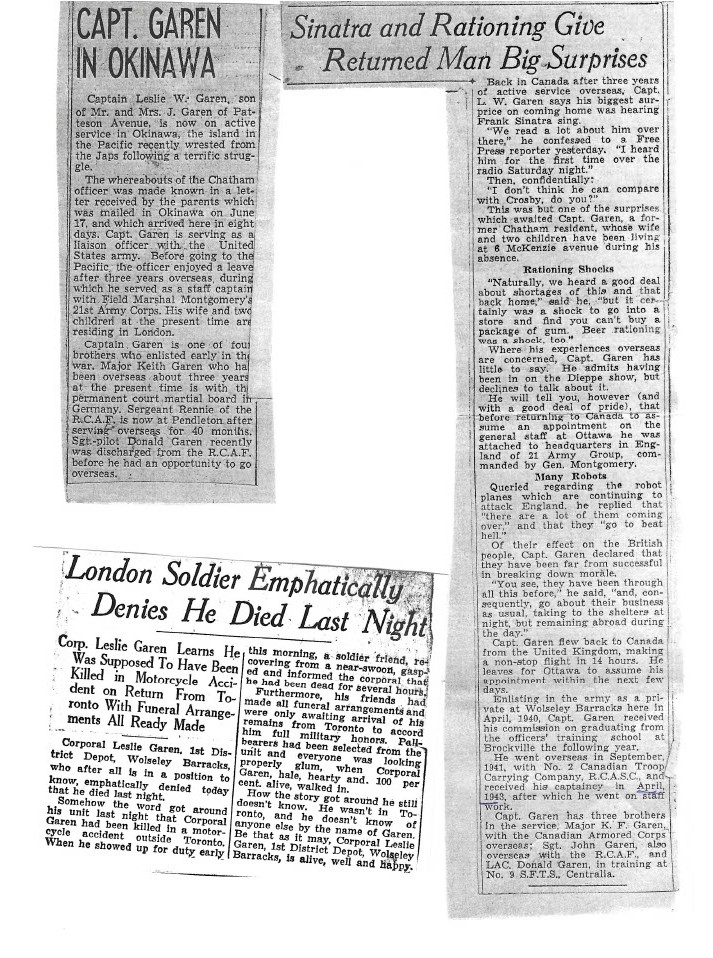 CAPT. GAREN
IN OKINAWA
Captain Leslie W. Garen, son
of Mr. and Mrs. J. Garen of Pat-
teson Avenue, is now on active
service in Okinawa, the island in
the Pacific recently wrested from
the Japs following a terrific strug-
gle.
The whereabouts of the Chatham
officer was made known in a let-
ter received by the parents which
was mailed in Okinawa on June
17, and which arrived here in eight
days. Capt. Garen is serving as a
liaison officer with the United
States army. Before going to the
Pacific, the officer enjoyed a leave
after three years overseas, during
which he served as a staff captain
with Field Marshal Montgomery's
21st Army Corps. His wife and two
children at the present time are
residing in London.
Captain Garen is one of four
brothers who enlisted early in the
war. Major Keith Garen who ha
been overseas about three years
at the present time is with th
permanent court martial board in
Germany. Sergeant Rennie of the
R.C.A.F. is now at Pendleton after
serving overseas for 40 months.
Sgt.-pilot Donald Garen recently
was discharged from the R.C.A.F.
before he had an opportunity to go
overseas.
Sinatra and Rationing Give
Returned Man Big Surprises
Back in Canada after three years
of active service overseas, Capt.
L. W. Garen says his biggest sur-
prise on coming home was hearing
Frank Sinatra sing.
"We read a lot about him over
there," he confessed to a Free
Press reporter yesterday. "I heard
him for the first time over the
radio Saturday night."
Then, confidentially:
"I don't think he can compare
with Crosby, do you?"
This was but one of the surprises
which awaited Capt. Garen, a for-
mer Chatham resident, whose wife
and two children have been living
at 6 McKenzie avenue during his
absence.
Rationing Shocks
"Naturally, we heard a good deal
about shortages of this and that
back home," said he, "but it cer-
tainly was a shock to go into a
store and find you can't buy a
package of gum. Beer rationing
was a shock, too."
Where his experiences overseas
are concerned, Capt. Garen has
little to say. He admits having
been in on the Dieppe show, but
declines to talk about it.
He will tell you, however (and
with a good deal of pride), that
before returning to Canada to as-
sume an appointment on the
general staff at Ottawa he was
attached to headquarters in Eng-
land of 21 Army Group, com-
manded by Gen. Montgomery.
Many Robots
Queried regarding the robot
planes which are continuing to
attack England, he replied that
"there are a lot of them coming
over," and that they "go to beat
hell."
Of their effect on the British
people, Capt. Garen declared that
they have been far from successful
in breaking down morale.
"You see, they have been through
all this before," he said, "and, con-
sequently, go about their business
as usual, taking to the shelters at
night, but remaining abroad during
the day."
Capt. Garen flew back to Canada
from the United Kingdom, making
a non-stop flight in 14 hours. He
leaves for Ottawa to assume his
appointment within the next few
days.
Enlisting in the army as a pri-
vate at Wolseley Barracks here in
April, 1940, Capt. Garen received
his commission on graduating from
the officers' training school at
Brockville the following year.
He went overseas in September,
1941, with No. 2 Canadian Troop
Carrying Company, R.C.A.S.C., and
received his captaincy in April,
1943, after which he went on staff
work.
Capt. Garen has three brothers
in the service, Major K. F. Garen,
with the Canadian Armored Corps
overseas; Sgt. John Garen, also
overseas with the R.C.A.F., and
LAC. Donald Garen, in training at
No. 9 S.F.T.S., Centralia.
London Soldier Emphatically
Denies He Died Last Night
Corp. Leslie Garen Learns He
Was Supposed To Have Been
Killed in Motorcycle Acci-
dent on Return From To-
ronto With Funeral Arrange-
ments All Ready Made
Corporal Leslie Garen, 1st Dis-
trict Depot, Wolseley Barracks,
who after all is in a position to
know, emphatically denied today
that he died last night.
Somehow the word got around
his unit last night that Corporal
Garen had been killed in a motor-
cycle accident outside Toronto.
When he showed up for duty early
this morning, a soldier friend, re-
covering from a near-swoon, gasp-
ed and informed the corporal that
he had been dead for several hours.
Furthermore, his friends had
made all funeral arrangements and
were only awaiting arrival of his
remains from Toronto to accord
him full military honors. Pall-
bearers had been selected from the
unit and everyone was looking
properly glum, when Corporal
Garen, hale, hearty and 100 per
cent. alive, walked in.
How the story got around he still
doesn't know. He wasn't in To-
ronto, and he doesn't know of
anyone else by the name of Garen.
Be that as it may, Corporal Leslie
Garen, 1st District Depot, Wolseley
Barracks, is alive, well and happy.